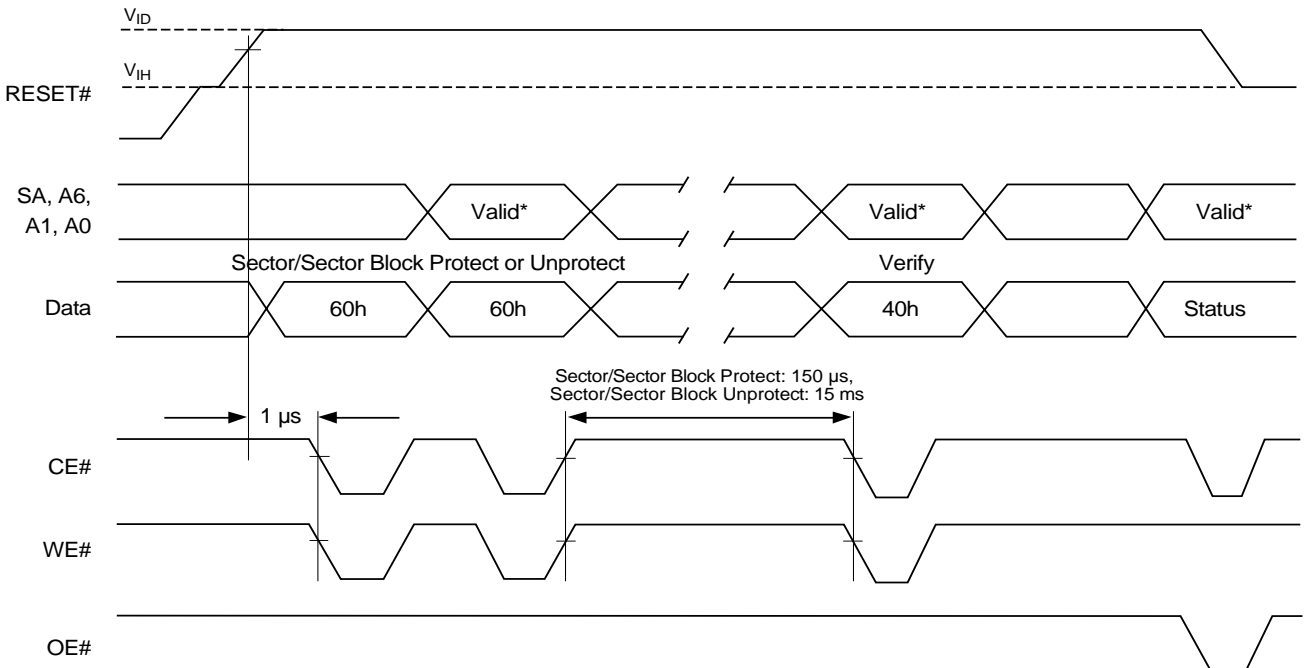 VID
VIH
RESET#
SA, A6,
A1, A0
Valid*
Valid*
Valid*
Sector/Sector Block Protect or Unprotect
Verify
Data
60h
60h
40h
Status
Sector/Sector Block Protect: 150 µs,
Sector/Sector Block Unprotect: 15 ms
1 µs
CE#
WE#
OE#